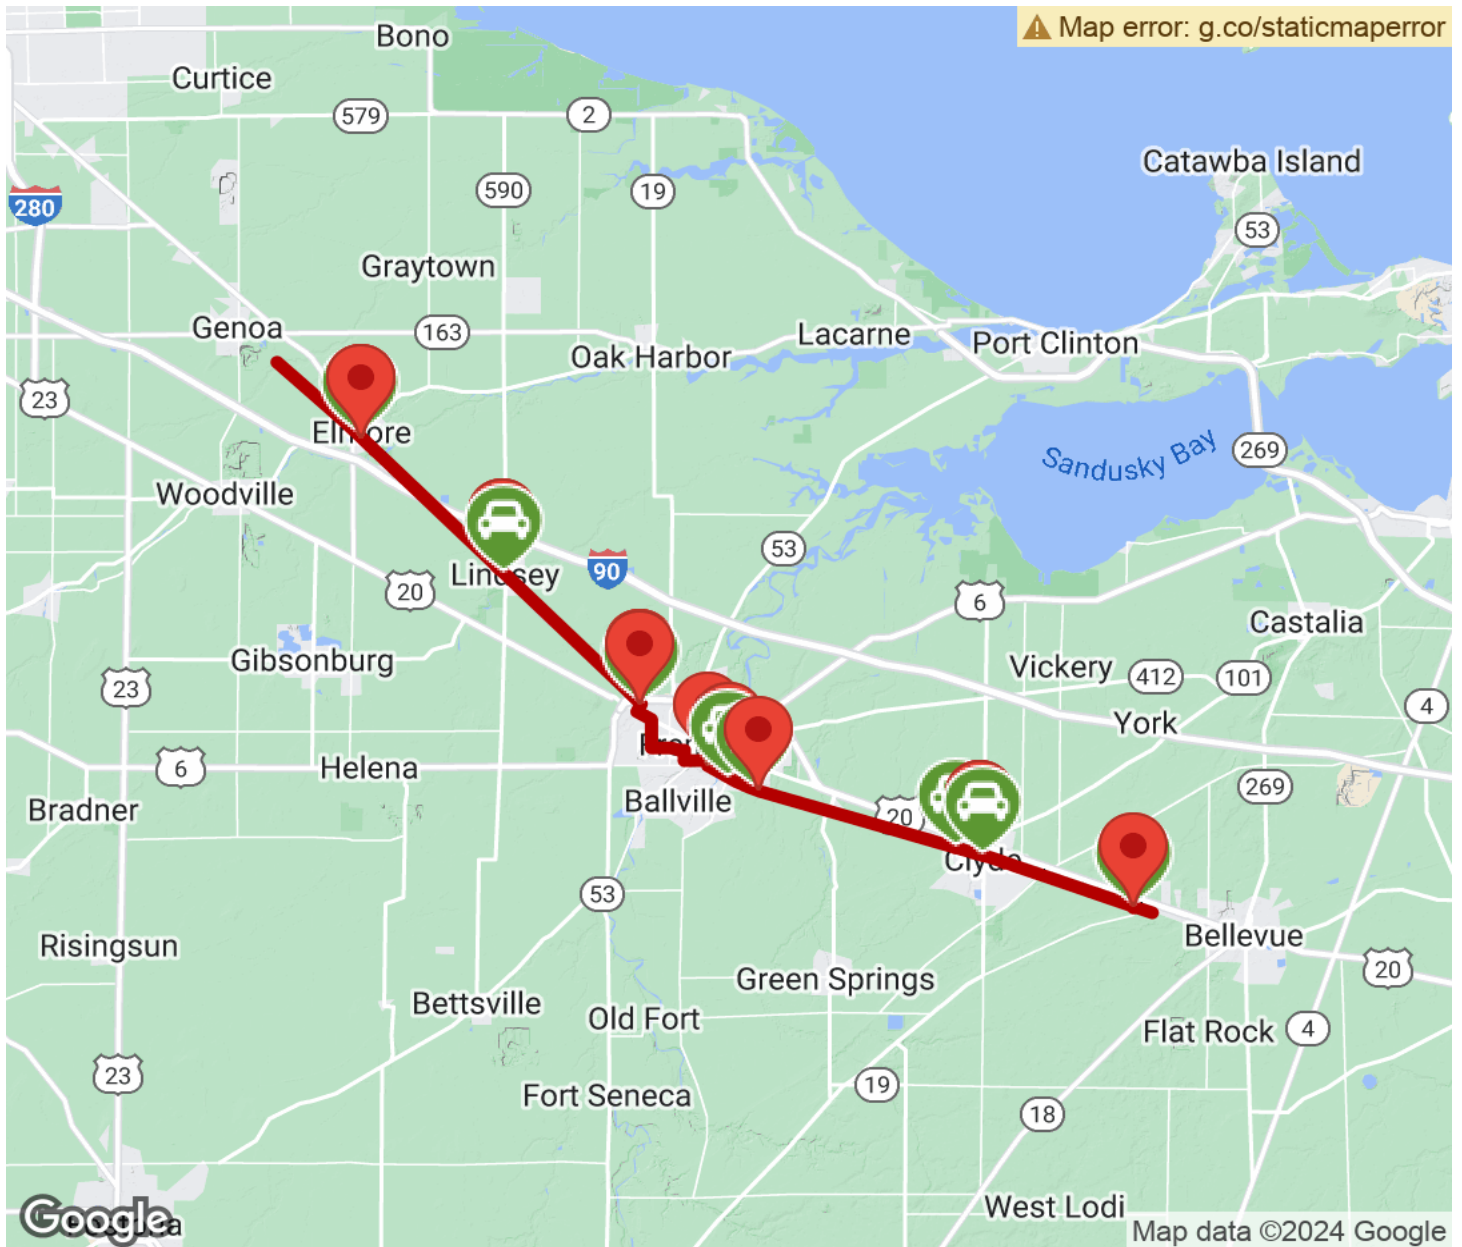 Bono
Map error: g.co/staticmaperror
Curtice
579
2
Catawba Island
280
590
19
53
Graytown
Genoa
163
Lacarne
Port Clinton
Oak Harbor
23
Elmore
269
Sandusky Bay
Woodville
53
Lindsey
90
20
6
Castalia
Gibsonburg
Vickery
412
101
23
4
York
6
Helena
269
Bradner
Ballville
20
Clyde
53
Bellevue
Risingsun
20
Green Springs
Bettsville
Old Fort
Flat Rock
4
23
19
Fort Seneca
18
West Lodi
Google
Map data ©2024 Google